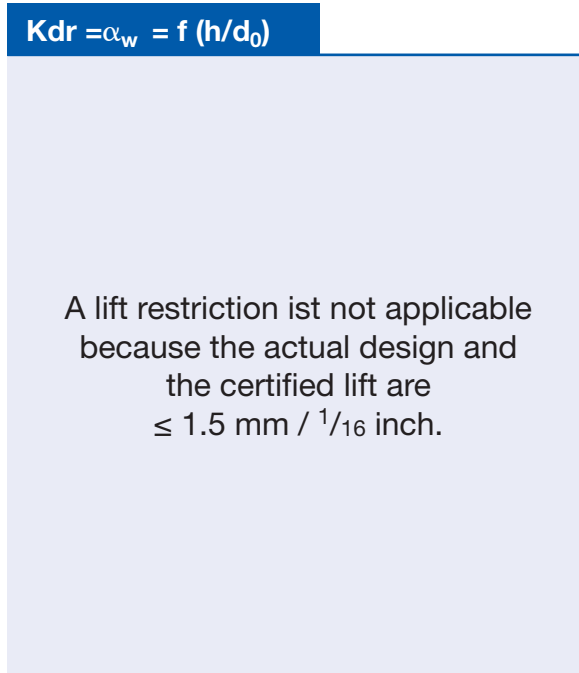 Kdr =αw = f (h/d0)
A lift restriction ist not applicable
because the actual design and
the certified lift are
≤ 1.5 mm / 1/16 inch.